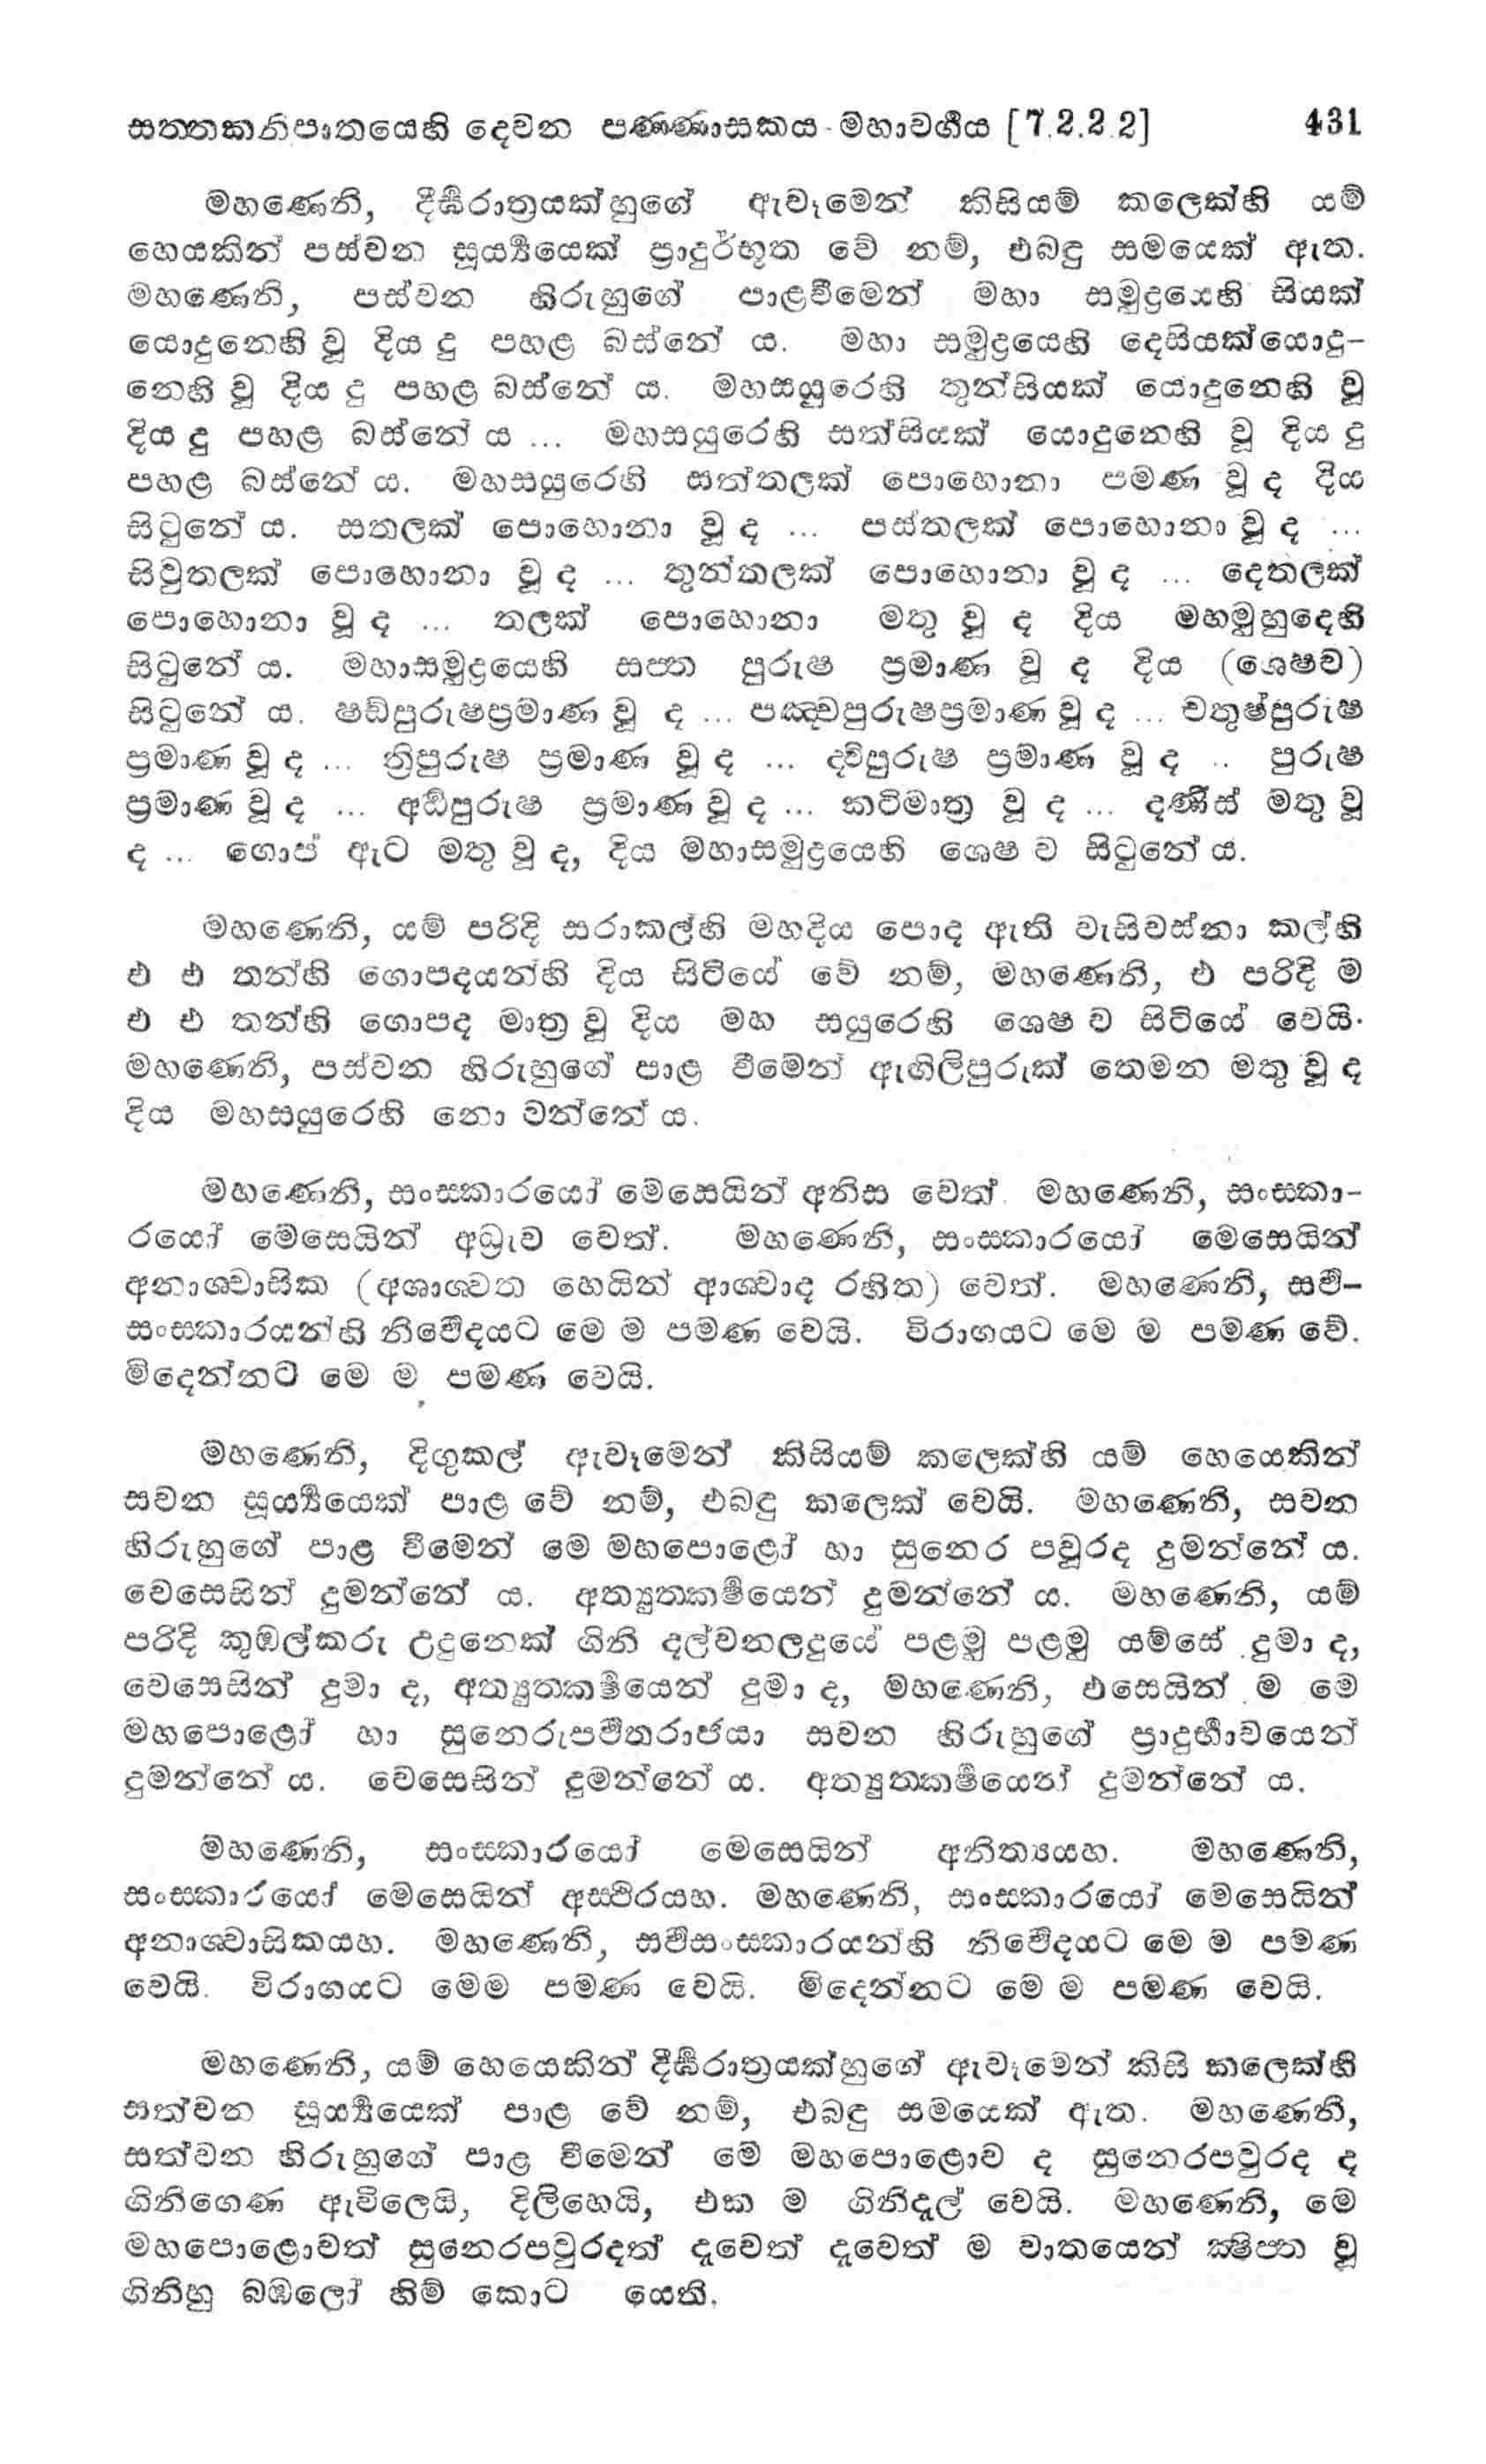 සත්තකනිපාතයෙහි දෙවන පණ්ණාසකය - මහාවර්ගය [7.2.2.2] 431
මහණෙනි, දීර්ඝරාත්‍රයක්හුගේ ඇවෑමෙන් කිසියම් කලෙක්හි යම්
හෙයකින් පස්වන සූර්‍ය්‍යයෙක් ප්‍රාදුර්භූත වේ නම්, එබඳු සමයෙක් ඇත.
මහණෙනි, පස්වන හිරුහුගේ පාළවීමෙන් මහා සමුද්‍රයෙහි සියක්
යොදුනෙහි වූ දිය දු පහළ බස්නේ ය. මහා සමුද්‍රයෙහි දෙසියක්යොදු-
නෙහි වූ දිය දු පහළ බස්නේ ය. මහසයුරෙහි තුන්සියක් යොදුනෙහි වූ
දිය දු පහළ බස්නේ ය ... මහසයුරෙහි සත්සියක් යොදුනෙහි වූ දිය දු
පහළ බස්නේ ය. මහසයුරෙහි සත්තලක් පොහොනා පමණ වූ ද දිය
සිටුනේ ය. සතලක් පොහොනා වූ ද ... පස්තලක් පොහොනා වූ ද ...
සිවුතලක් පොහොනා වූ ද ... තුන්තලක් පොහොනා වූ ද ... දෙතලක්
පොහොනා වූ ද ... තලක් පොහොනා මතු වූ ද දිය මහමුහුදෙහි
සිටුනේ ය. මහාසමුද්‍රයෙහි සප්ත පුරුෂ ප්‍රමාණ වූ ද දිය (ශෙෂව)
සිටුනේ ය. ෂඩ්පුරුෂප්‍රමාණ වූ ද ... පඤ්චපුරුෂප්‍රමාණ වූ ද ... චතුෂ්පුරුෂ
ප්‍රමාණ වූ ද ... ත්‍රිපුරුෂ ප්‍රමාණ වූ ද ... ද්විපුරුෂ ප්‍රමාණ වූ ද .. පුරුෂ
ප්‍රමාණ වූ ද ... අර්ධපුරුෂ ප්‍රමාණ වූ ද ... කටිමාත්‍ර වූ ද ... දණිස් මතු වූ
ද ... ගොප් ඇට මතු වූ ද, දිය මහාසමුද්‍රයෙහි ශෙෂ ව සිටුනේ ය.
මහණෙනි, යම් පරිදි සරාකල්හි මහදිය පොද ඇති වැසිවස්නා කල්හි
එ එ තන්හි ගොපදයන්හි දිය සිටියේ වේ නම්, මහණෙනි, එ පරිදි ම
එ එ තන්හි ගොපද මාත්‍ර වූ දිය මහ සයුරෙහි ශෙෂ ව සිටියේ වෙයි.
මහණෙනි, පස්වන හිරුහුගේ පාළ වීමෙන් ඇඟිලිපුරුක් තෙමන මතු වූ ද
දිය මහසයුරෙහි නො වන්නේ ය.
මහණෙනි, සංස්කාරයෝ මෙසෙයින් අනිස වෙත්. මහණෙනි, සංස්කා-
රයෝ මෙසෙයින් අධ්‍රැව වෙත්. මහණෙනි, සංස්කාරයෝ මෙසෙයින්
අනාශ්වාසික (අශාශ්වත හෙයින් ආශ්වාද රහිත) වෙත්. මහණෙනි, සර්ව-
සංස්කාරයන්හි නිර්වේදයට මෙ ම පමණ වෙයි. විරාගයට මෙ ම පමණ වේ.
මිදෙන්නට මෙ ම පමණ වෙයි.
මහණෙනි, දිගුකල් ඇවෑමෙන් කිසියම් කලෙක්හි යම් හෙයෙකින්
සවන සූර්‍ය්‍යයෙක් පාළ වේ නම්, එබඳු කලෙක් වෙයි. මහණෙනි, සවන
හිරුහුගේ පාළ වීමෙන් මෙ මහපොළෝ හා සුනෙර පවූරද දුමන්නේ ය.
වෙසෙසින් දුමන්නේ ය. අත්‍යුත්කර්ෂයෙන් දුමන්නේ ය. මහණෙනි, යම්
පරිදි කුඹල්කරු උදුනෙක් ගිනි දල්වනලදුයේ පළමු පළමු යම්සේ දුමා ද,
වෙසෙසින් දුමා ද, අත්‍යුත්කර්ෂයෙන් දුමා ද, මහණෙනි, එසෙයින් ම මෙ
මහපොළෝ හා සුනෙරුපර්වතරාජයා සවන හිරුහුගේ ප්‍රාදුර්භාවයෙන්
දුමන්නේ ය. වෙසෙසින් දුමන්නේ ය. අත්‍යුත්කර්ෂයෙන් දුමන්නේ ය.
මහණෙනි, සංස්කාරයෝ මෙසෙයින් අනිත්‍යයහ. මහණෙනි,
සංස්කාරයෝ මෙසෙයින් අස්ථිරයහ. මහණෙනි, සංස්කාරයෝ මෙසෙයින්
අනාශ්වාසිකයහ. මහණෙනි, සර්වසංස්කාරයන්හි නිර්වේදයට මෙ ම පමණ
වෙයි. විරාගයට මෙම පමණ වෙයි. මිදෙන්නට මෙ ම පමණ වෙයි.
මහණෙනි, යම් හෙයෙකින් දීර්ඝරාත්‍රයක්හුගේ ඇවෑමෙන් කිසි කලෙක්හි
සත්වන සූර්‍ය්‍යයෙක් පාළ වේ නම්, එබඳු සමයෙක් ඇත. මහණෙනි,
සත්වන හිරුහුගේ පාළ වීමෙන් මේ මහපොළොව ද සුනෙරපවුරද ද
ගිනිගෙණ ඇවිලෙයි, දිලිහෙයි, එක ම ගිනිදැල් වෙයි. මහණෙනි, මෙ
මහපොළොවත් සුනෙරපවුරදත් දැවෙත් දැවෙත් ම වාතයෙන් ක්ෂිප්ත වූ
ගිනිහු බඹලෝ හිම් කොට යෙති.